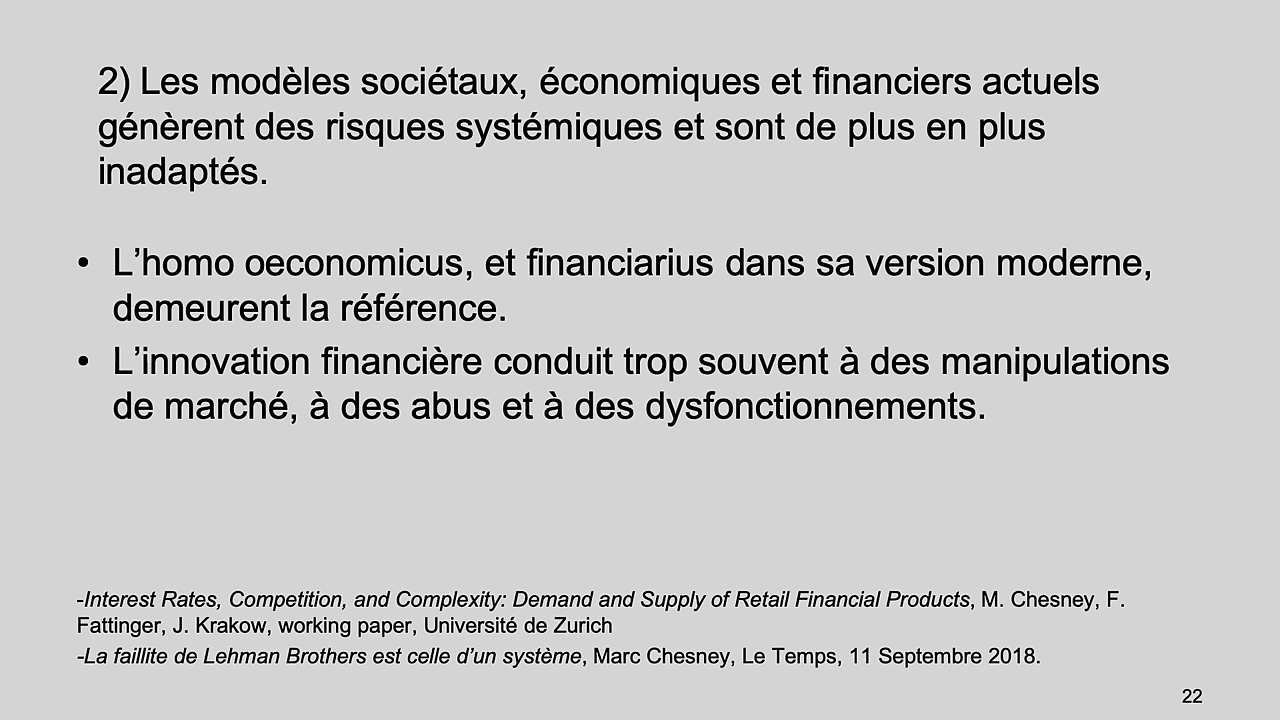 2) Les modèles sociétaux, économiques et financiers actuels
génèrent des risques systémiques et sont de plus en plus
inadaptés.
• L’homo oeconomicus, et financiarius dans sa version moderne,
demeurent la référence.
• L’innovation financière conduit trop souvent à des manipulations
de marché, à des abus et à des dysfonctionnements.
-Interest Rates, Competition, and Complexity: Demand and Supply of Retail Financial Products, M. Chesney, F.
Fattinger, J. Krakow, working paper, Université de Zurich
-La faillite de Lehman Brothers est celle d’un système, Marc Chesney, Le Temps, 11 Septembre 2018.
22